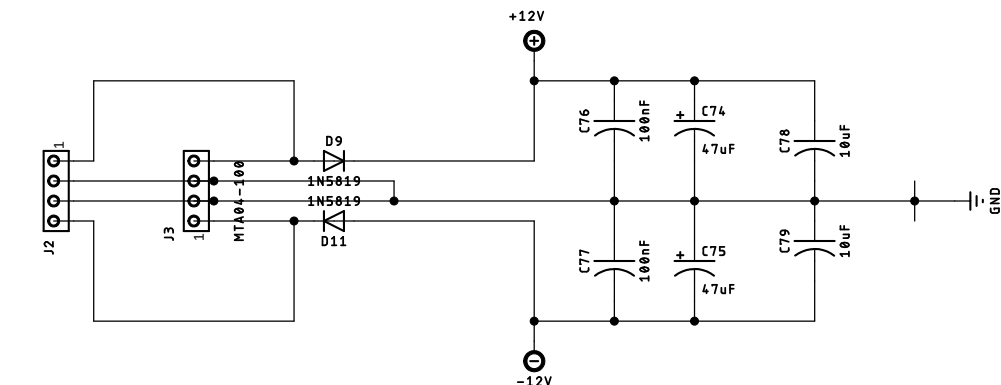 +12V
1
J2
J3
1
MTA04-100
D9
1N5819
1N5819
D11
C76
100nF
+
C74
47uF
C78
10uF
C77
100nF
+
C75
47uF
C79
10uF
GND
-12V